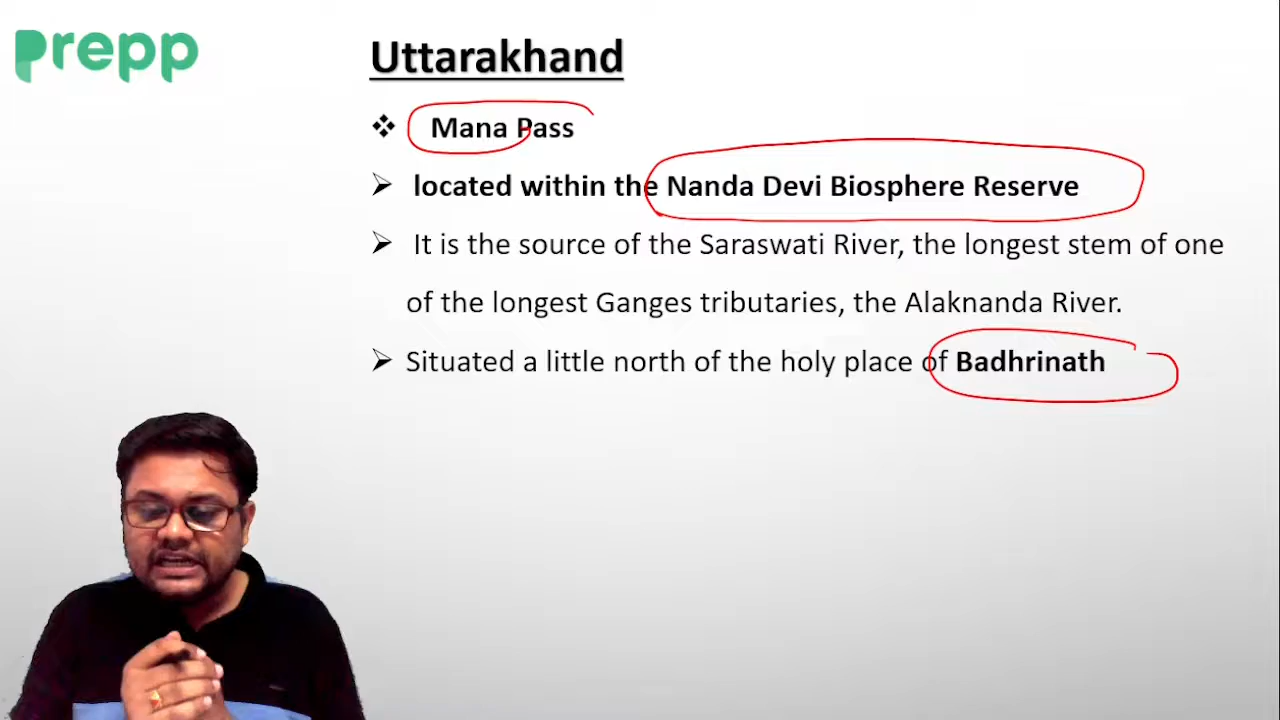 prepp
Uttarakhand
❖ Mana Pass
➢ located within the Nanda Devi Biosphere Reserve
➢ It is the source of the Saraswati River, the longest stem of one
of the longest Ganges tributaries, the Alaknanda River.
➢ Situated a little north of the holy place of Badhrinath